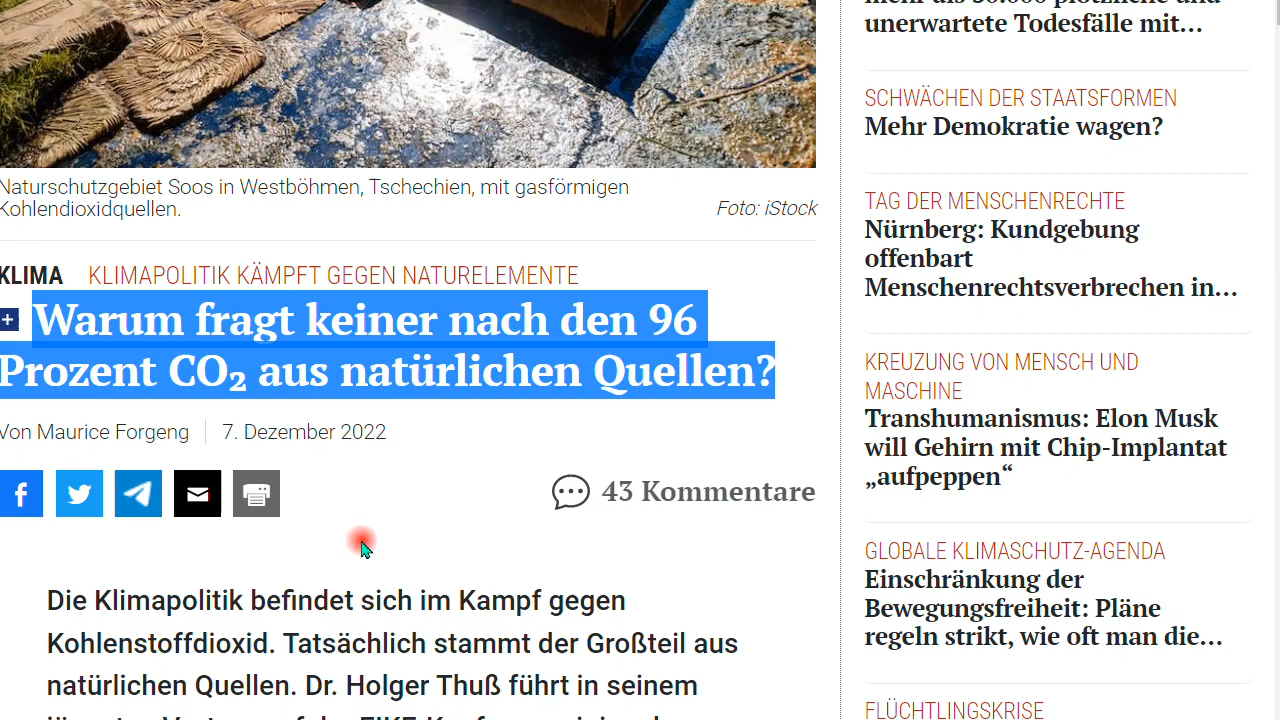 Naturschutzgebiet Soos in Westböhmen, Tschechien, mit gasförmigen
Kohlendioxidquellen.
Foto: iStock
KLIMA KLIMAPOLITIK KÄMPFT GEGEN NATURELEMENTE
+ Warum fragt keiner nach den 96
Prozent CO₂ aus natürlichen Quellen?
Von Maurice Forgeng 7. Dezember 2022
43 Kommentare
Die Klimapolitik befindet sich im Kampf gegen
Kohlenstoffdioxid. Tatsächlich stammt der Großteil aus
natürlichen Quellen. Dr. Holger Thuß führt in seinem
unerwartete Todesfälle mit…
SCHWÄCHEN DER STAATSFORMEN
Mehr Demokratie wagen?
TAG DER MENSCHENRECHTE
Nürnberg: Kundgebung
offenbart
Menschenrechtsverbrechen in…
KREUZUNG VON MENSCH UND
MASCHINE
Transhumanismus: Elon Musk
will Gehirn mit Chip-Implantat
„aufpeppen“
GLOBALE KLIMASCHUTZ-AGENDA
Einschränkung der
Bewegungsfreiheit: Pläne
regeln strikt, wie oft man die…
FLÜCHTLINGSKRISE